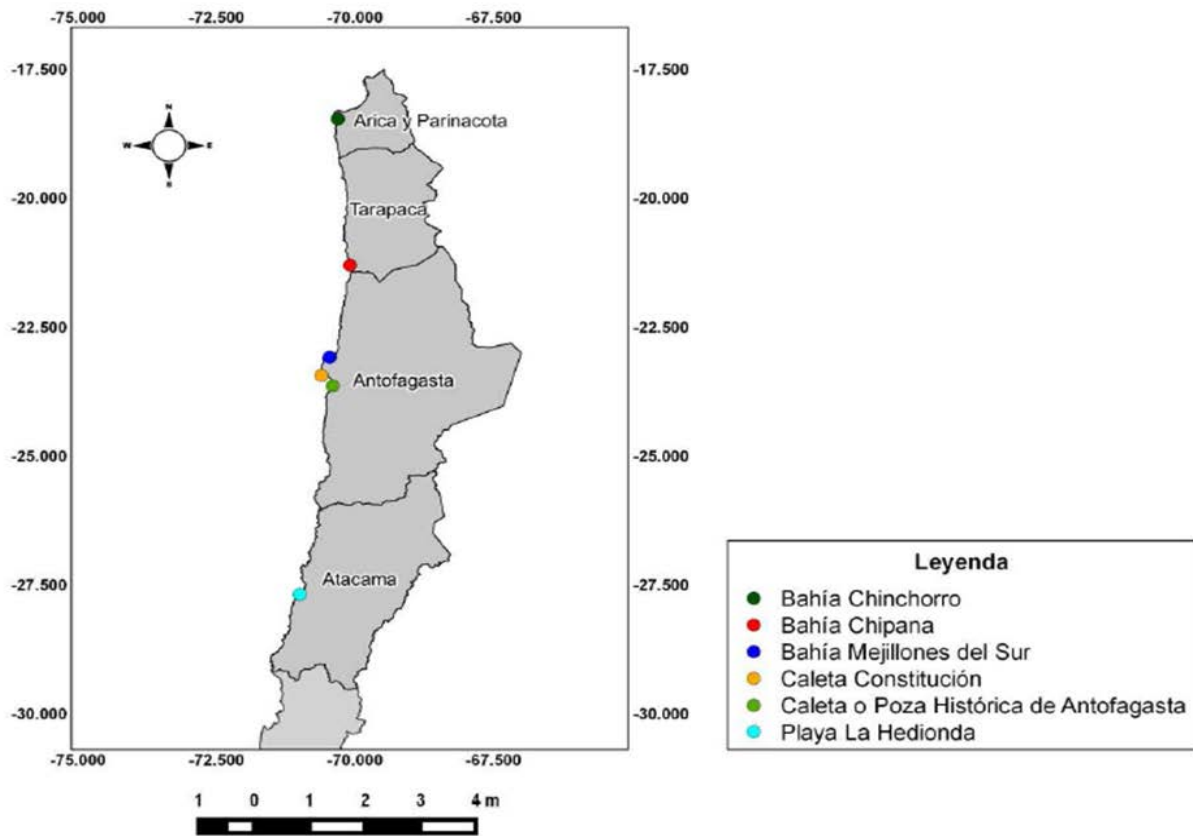 -75.000 -72.500 -70.000 -67.500
-17.500 -17.500
N
W E
S
Arica y Parinacota
-20.000 -20.000
Tarapaca
-22.500 -22.500
Antofagasta
-25.000 -25.000
Atacama
-27.500 -27.500
-30.000 -30.000
-75.000 -72.500 -70.000 -67.500
1 0 1 2 3 4 m
Leyenda
Bahía Chinchorro
Bahía Chipana
Bahía Mejillones del Sur
Caleta Constitución
Caleta o Poza Histórica de Antofagasta
Playa La Hedionda